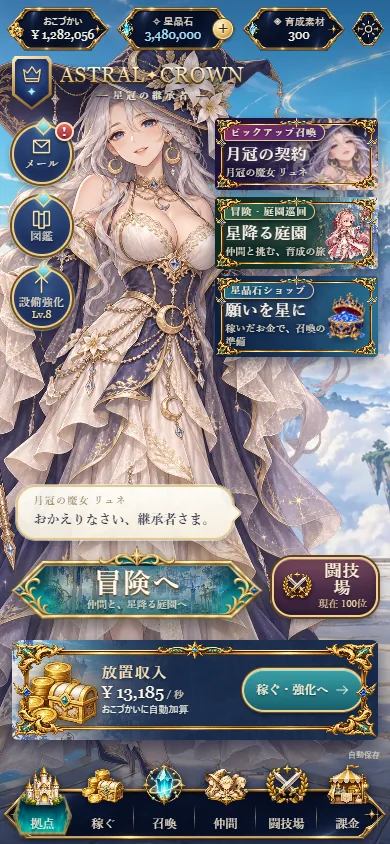 おこづかい
¥1,282,056
✧ 星晶石
3,480,000
+
◈ 育成素材
300
ASTRAL✦CROWN
― 星冠の継承者 ―
!
メール
図鑑
設備強化
Lv.8
ピックアップ召喚
月冠の契約
月冠の魔女 リュネ
冒険・庭園巡回
星降る庭園
仲間と挑む、育成の旅
星晶石ショップ
願いを星に
稼いだお金で、召喚の
準備
月冠の魔女 リュネ
おかえりなさい、継承者さま。
冒険へ
仲間と、星降る庭園へ
闘技
場
現在 100位
放置収入
¥13,185 / 秒
おこづかいに自動加算
稼ぐ・強化へ →
自動保存
拠点
稼ぐ
召喚
仲間
闘技場
課金